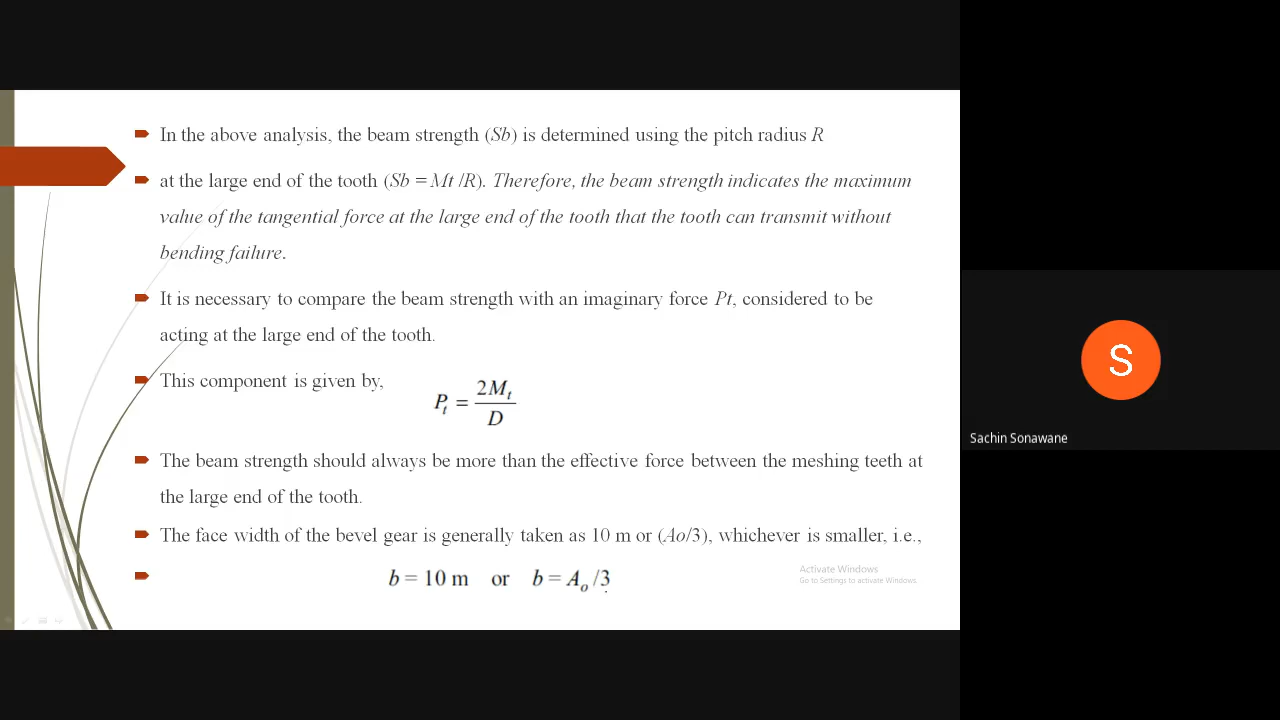 In the above analysis, the beam strength (Sb) is determined using the pitch radius R
at the large end of the tooth (Sb = Mt /R). Therefore, the beam strength indicates the maximum
value of the tangential force at the large end of the tooth that the tooth can transmit without
bending failure.
It is necessary to compare the beam strength with an imaginary force Pt, considered to be
acting at the large end of the tooth.
This component is given by,
P_t = 2M_t / D
The beam strength should always be more than the effective force between the meshing teeth at
the large end of the tooth.
The face width of the bevel gear is generally taken as 10 m or (Ao/3), whichever is smaller, i.e.,
b = 10 m or b = A_o /3
Activate Windows
Go to Settings to activate Windows.
S
Sachin Sonawane